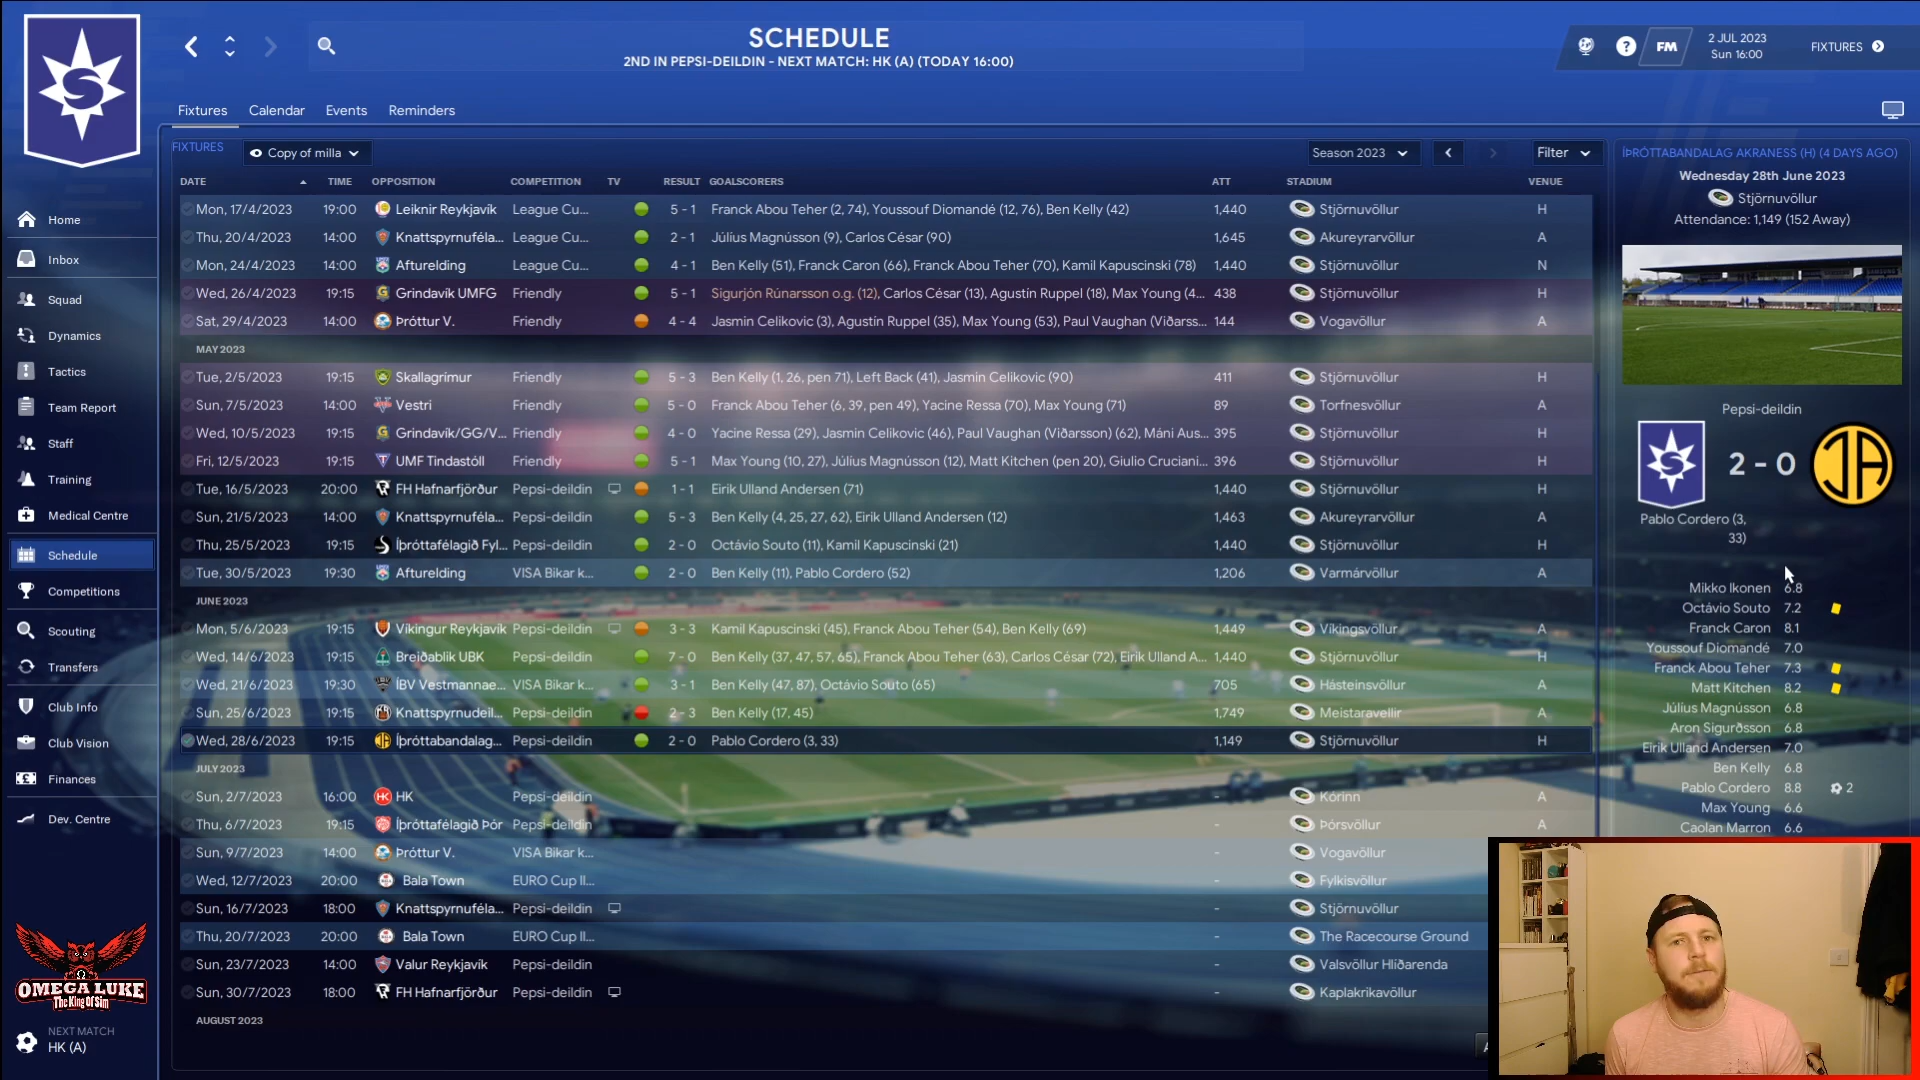 SCHEDULE
2ND IN PEPSI-DEILDIN - NEXT MATCH: HK (A) (TODAY 16:00)
FM
2 JUL 2023
Sun 16:00
FIXTURES
Fixtures Calendar Events Reminders
FIXTURES Copy of milla Season 2023 Filter
DATE TIME OPPOSITION COMPETITION TV RESULT GOALSCORERS ATT STADIUM VENUE
Mon, 17/4/2023 19:00 Leiknir Reykjavík League Cu... 5 - 1 Franck Abou Teher (2, 74), Youssouf Diomandé (12, 76), Ben Kelly (42) 1,440 Stjörnuvöllur H
Thu, 20/4/2023 14:00 Knattspyrnuféla... League Cu... 2 - 1 Júlíus Magnússon (9), Carlos César (90) 1,645 Akureyrarvöllur A
Mon, 24/4/2023 14:00 Afturelding League Cu... 4 - 1 Ben Kelly (51), Franck Caron (66), Franck Abou Teher (70), Kamil Kapuscinski (78) 1,440 Stjörnuvöllur N
Wed, 26/4/2023 19:15 Grindavík UMFG Friendly 5 - 1 Sigurjón Rúnarsson o.g. (12), Carlos César (13), Agustín Ruppel (18), Max Young (4... 438 Stjörnuvöllur H
Sat, 29/4/2023 14:00 Þróttur V. Friendly 4 - 4 Jasmin Celikovic (3), Agustín Ruppel (35), Max Young (53), Paul Vaughan (Viðarss... 144 Vogavöllur A
MAY 2023
Tue, 2/5/2023 19:15 Skallagrímur Friendly 5 - 3 Ben Kelly (1, 26, pen 71), Left Back (41), Jasmin Celikovic (90) 411 Stjörnuvöllur H
Sun, 7/5/2023 14:00 Vestri Friendly 5 - 0 Franck Abou Teher (6, 39, pen 49), Yacine Ressa (70), Max Young (71) 89 Torfnesvöllur A
Wed, 10/5/2023 19:15 Grindavík/GG/V... Friendly 4 - 0 Yacine Ressa (29), Jasmin Celikovic (46), Paul Vaughan (Viðarsson) (62), Máni Aus... 395 Stjörnuvöllur H
Fri, 12/5/2023 19:15 UMF Tindastóll Friendly 5 - 1 Max Young (10, 27), Júlíus Magnússon (12), Matt Kitchen (pen 20), Giulio Cruciani... 396 Stjörnuvöllur H
Tue, 16/5/2023 20:00 FH Hafnarfjörður Pepsi-deildin 1 - 1 Eirik Ulland Andersen (71) 1,440 Stjörnuvöllur H
Sun, 21/5/2023 14:00 Knattspyrnuféla... Pepsi-deildin 5 - 3 Ben Kelly (4, 25, 27, 62), Eirik Ulland Andersen (12) 1,463 Akureyrarvöllur A
Thu, 25/5/2023 19:15 Íþróttafélagið Fyl... Pepsi-deildin 2 - 0 Octávio Souto (11), Kamil Kapuscinski (21) 1,440 Stjörnuvöllur H
Tue, 30/5/2023 19:30 Afturelding VISA Bikar k... 2 - 0 Ben Kelly (11), Pablo Cordero (52) 1,206 Varmárvöllur A
JUNE 2023
Mon, 5/6/2023 19:15 Víkingur Reykjavík Pepsi-deildin 3 - 3 Kamil Kapuscinski (45), Franck Abou Teher (54), Ben Kelly (69) 1,449 Víkingsvöllur A
Wed, 14/6/2023 19:15 Breiðablik UBK Pepsi-deildin 7 - 0 Ben Kelly (37, 47, 57, 65), Franck Abou Teher (63), Carlos César (72), Eirik Ulland A... 1,440 Stjörnuvöllur H
Wed, 21/6/2023 19:30 ÍBV Vestmannae... VISA Bikar k... 3 - 1 Ben Kelly (47, 87), Octávio Souto (65) 705 Hásteinsvöllur A
Sun, 25/6/2023 19:15 Knattspyrnudeil... Pepsi-deildin 2 - 3 Ben Kelly (17, 45) 1,749 Meistaravellir A
Wed, 28/6/2023 19:15 Íþróttabandalag... Pepsi-deildin 2 - 0 Pablo Cordero (3, 33) 1,149 Stjörnuvöllur H
JULY 2023
Sun, 2/7/2023 16:00 HK Pepsi-deildin - Kórinn A
Thu, 6/7/2023 19:15 Íþróttafélagið Þór Pepsi-deildin - Þórsvöllur A
Sun, 9/7/2023 14:00 Þróttur V. VISA Bikar k... - Vogavöllur
Wed, 12/7/2023 20:00 Bala Town EURO Cup II... - Fylkisvöllur
Sun, 16/7/2023 18:00 Knattspyrnuféla... Pepsi-deildin - Stjörnuvöllur
Thu, 20/7/2023 20:00 Bala Town EURO Cup II... - The Racecourse Ground
Sun, 23/7/2023 14:00 Valur Reykjavík Pepsi-deildin - Valsvöllur Hlíðarenda
Sun, 30/7/2023 18:00 FH Hafnarfjörður Pepsi-deildin - Kaplakrikavöllur
AUGUST 2023
Home
Inbox
Squad
Dynamics
Tactics
Team Report
Staff
Training
Medical Centre
Schedule
Competitions
Scouting
Transfers
Club Info
Club Vision
Finances
Dev. Centre
OMEGA LUKE
The King Of Sim
NEXT MATCH
HK (A)
ÍÞRÓTTABANDALAG AKRANESS (H) (4 DAYS AGO)
Wednesday 28th June 2023
Stjörnuvöllur
Attendance: 1,149 (152 Away)
Pepsi-deildin
2 - 0
Pablo Cordero (3,
33)
Mikko Ikonen 6.8
Octávio Souto 7.2
Franck Caron 8.1
Youssouf Diomandé 7.0
Franck Abou Teher 7.3
Matt Kitchen 8.2
Júlíus Magnússon 6.8
Aron Sigurðsson 6.8
Eirik Ulland Andersen 7.0
Ben Kelly 6.8
Pablo Cordero 8.8 2
Max Young 6.6
Caolan Marron 6.6